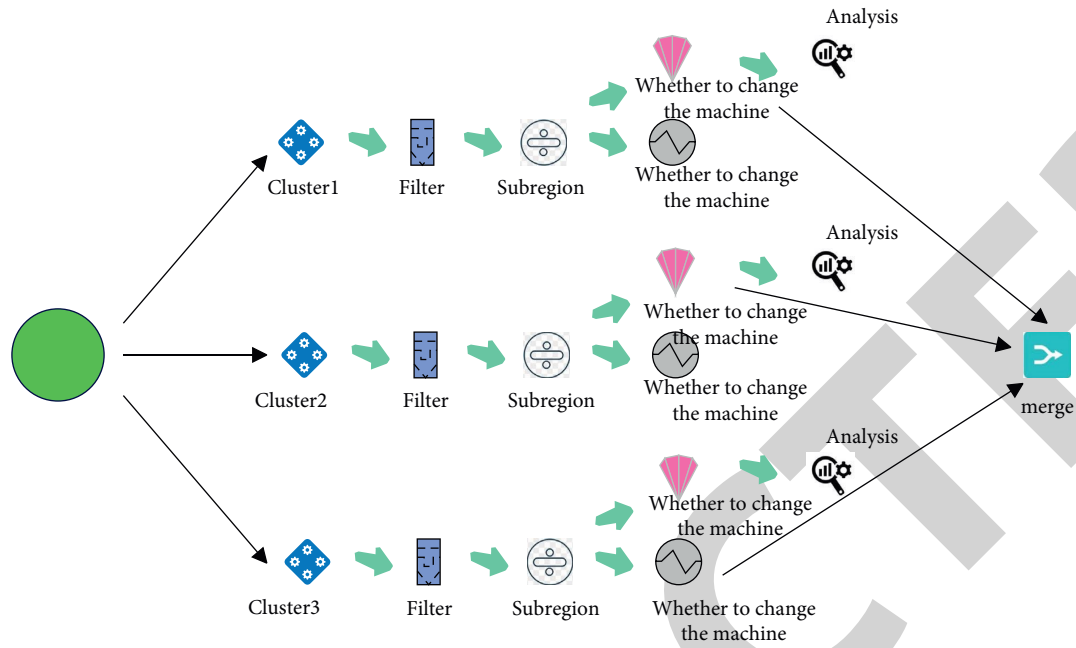 Analysis
Whether to change
the machine
Cluster1
Filter
Subregion
Whether to change
the machine
Analysis
Whether to change
the machine
Cluster2
Filter
Subregion
Whether to change
the machine
merge
Analysis
Whether to change
the machine
Cluster3
Filter
Subregion
Whether to change
the machine
CTE